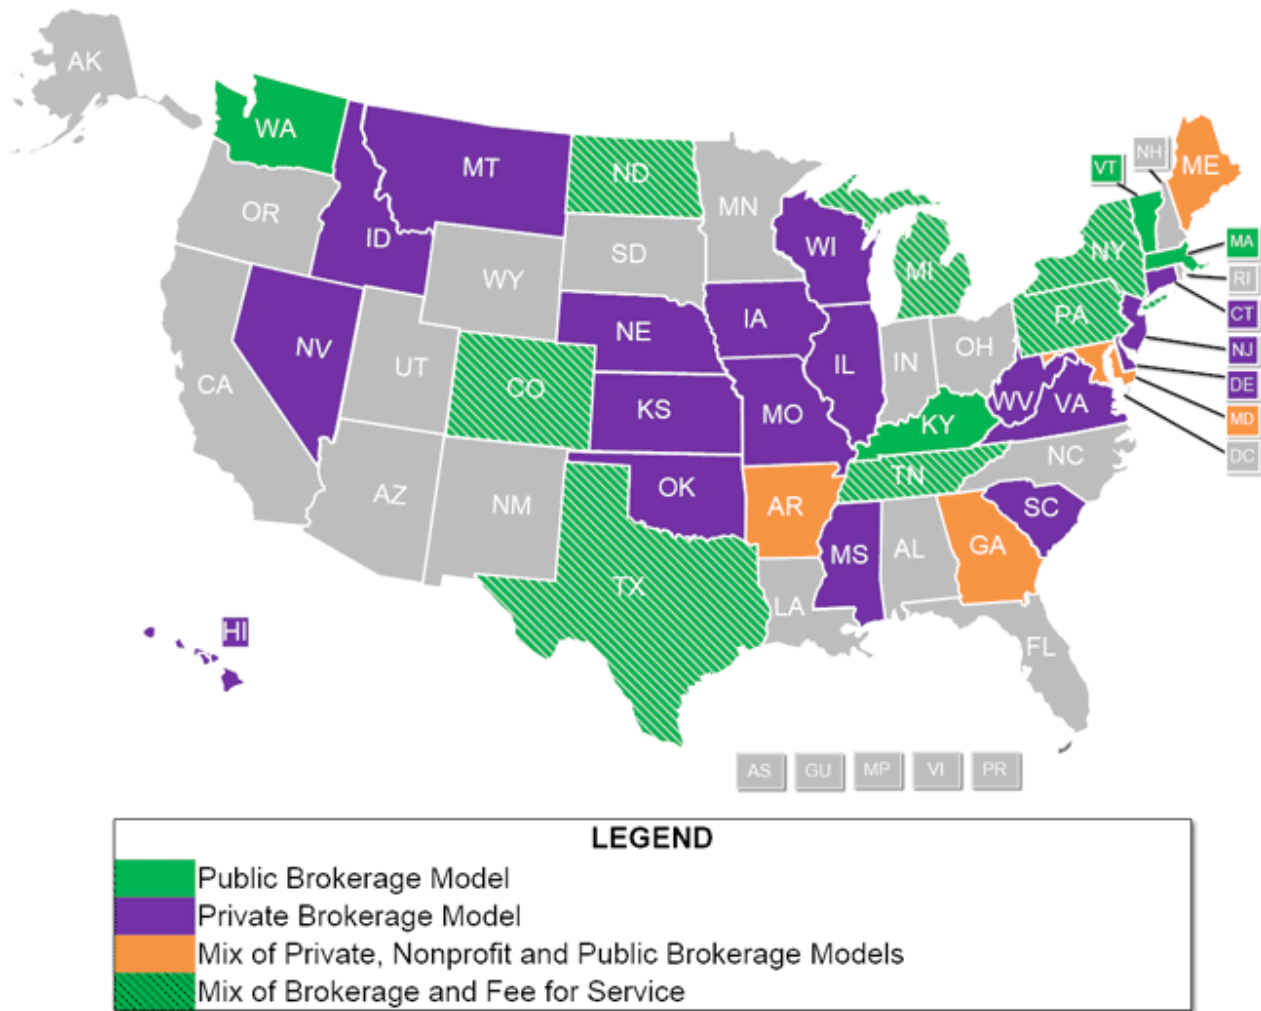 AK
WA
MT
ND
MN
VT
NH
ME
OR
ID
WY
SD
WI
MI
NY
MA
RI
CT
NJ
DE
MD
DC
NV
UT
CA
NE
IA
IL
IN
OH
PA
CO
KS
MO
KY
WV
VA
AZ
NM
OK
AR
TN
NC
SC
MS
AL
GA
TX
LA
FL
HI
AS
GU
MP
VI
PR
LEGEND
Public Brokerage Model
Private Brokerage Model
Mix of Private, Nonprofit and Public Brokerage Models
Mix of Brokerage and Fee for Service